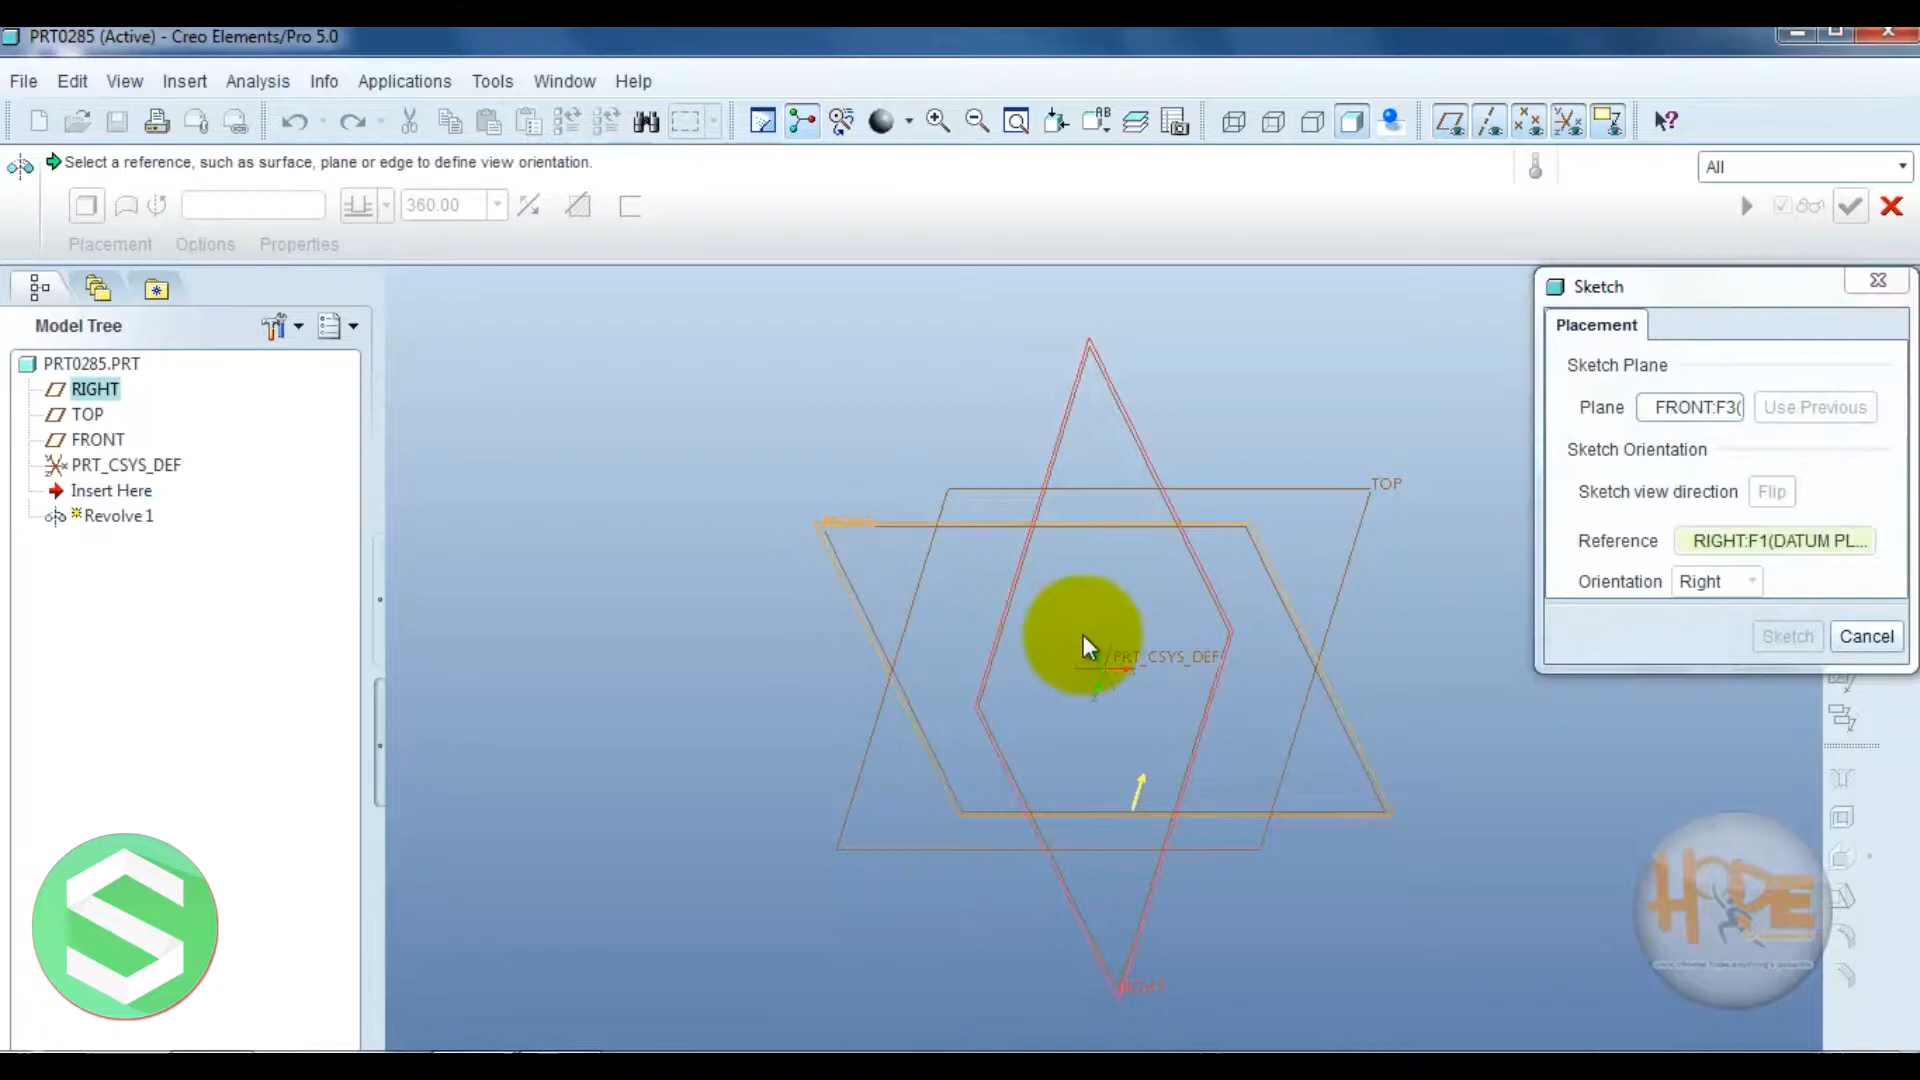 PRT0285 (Active) - Creo Elements/Pro 5.0
File Edit View Insert Analysis Info Applications Tools Window Help
Select a reference, such as surface, plane or edge to define view orientation.
All
360.00
Placement Options Properties
Model Tree
PRT0285.PRT
RIGHT
TOP
FRONT
PRT_CSYS_DEF
Insert Here
Revolve 1
TOP
PRT_CSYS_DEF
RIGHT
Sketch
Placement
Sketch Plane
Plane FRONT:F3( Use Previous
Sketch Orientation
Sketch view direction Flip
Reference RIGHT:F1(DATUM PL...
Orientation Right
Sketch Cancel
HOPE